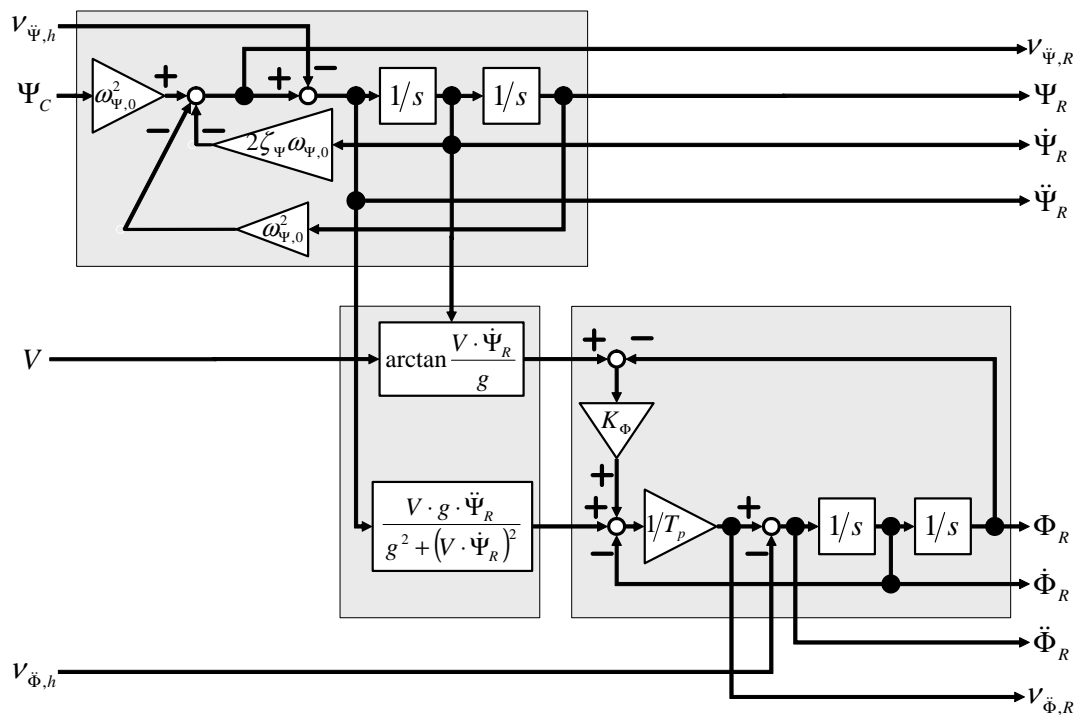 ν_{Ψ̈,h}
ν_{Ψ̈,R}
Ψ_C
ω²_{Ψ,0}
+
−
+
−
1/s
1/s
Ψ_R
−
2ζ_Ψω_{Ψ,0}
Ψ̇_R
Ψ̈_R
ω²_{Ψ,0}
V
arctan V·Ψ̇_R / g
+
−
K_Φ
+
V·g·Ψ̈_R / g² + (V·Ψ̇_R)²
+
−
1/T_p
+
−
1/s
1/s
Φ_R
Φ̇_R
Φ̈_R
ν_{Φ̈,h}
ν_{Φ̈,R}